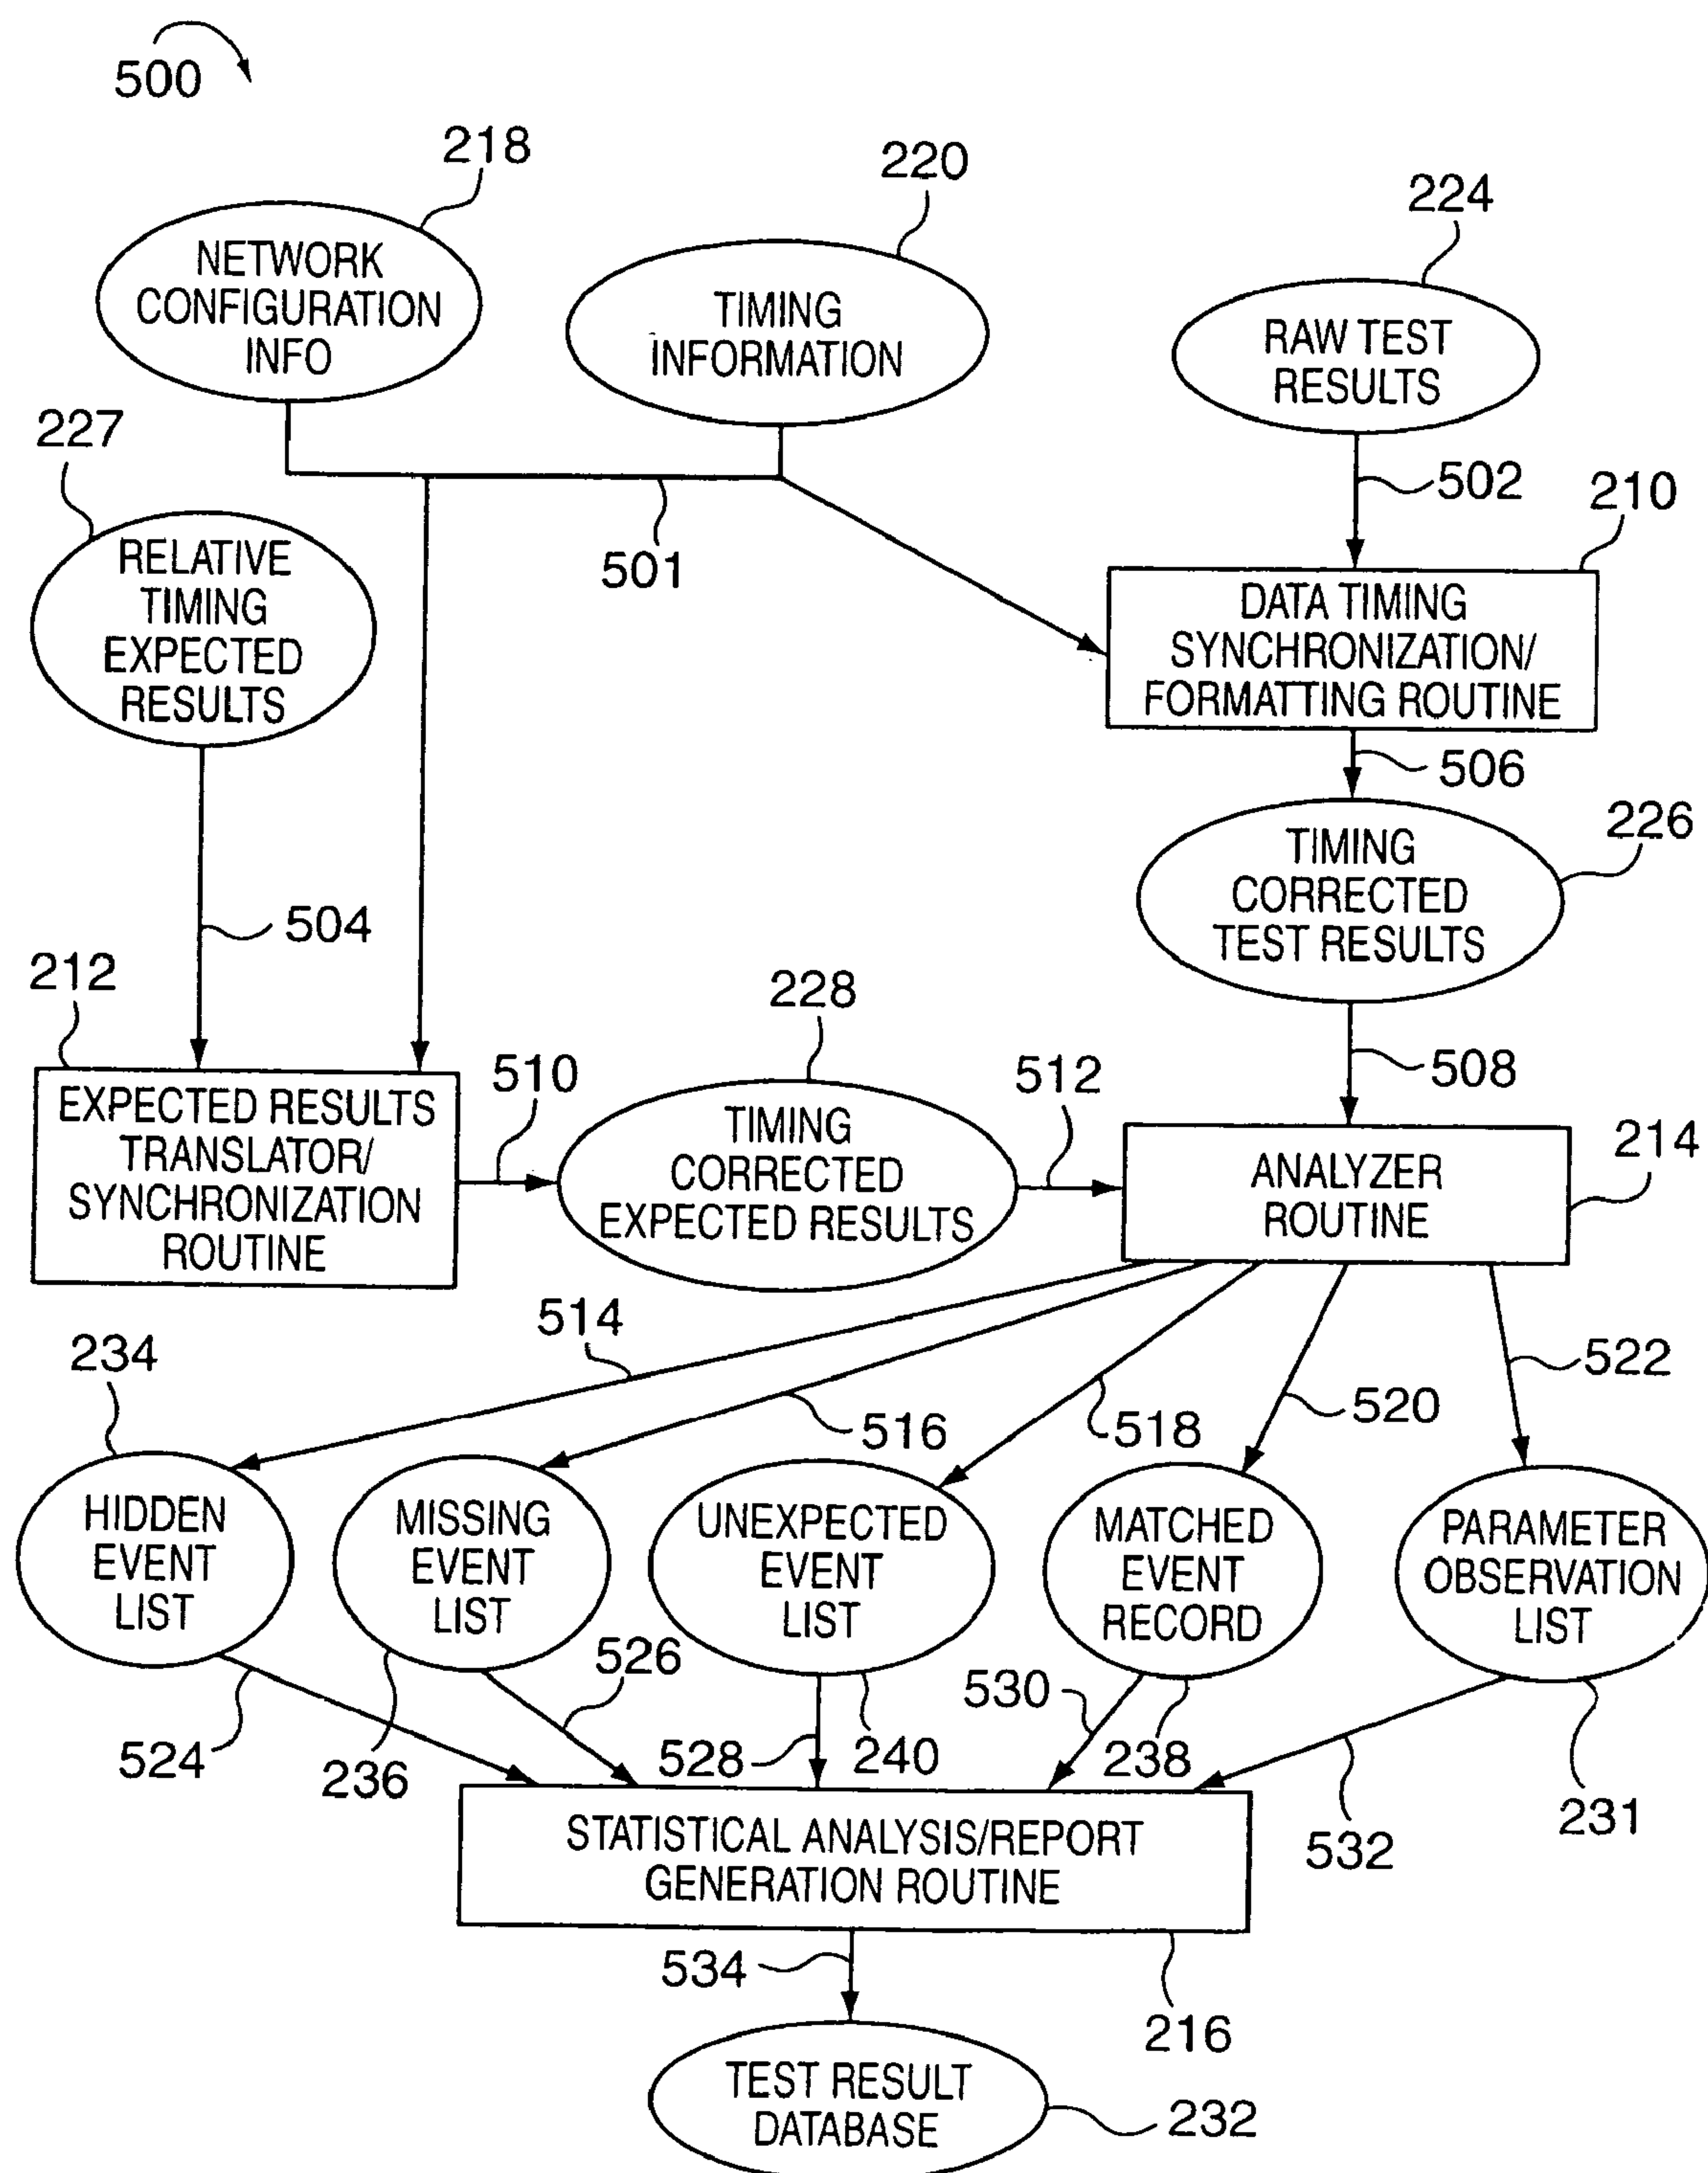 500
218
220
224
NETWORK
CONFIGURATION
INFO
TIMING
INFORMATION
RAW TEST
RESULTS
227
502
210
501
RELATIVE
TIMING
EXPECTED
RESULTS
DATA TIMING
SYNCHRONIZATION/
FORMATTING ROUTINE
506
226
TIMING
CORRECTED
TEST RESULTS
504
212
228
508
510
512
214
EXPECTED RESULTS
TRANSLATOR/
SYNCHRONIZATION
ROUTINE
TIMING
CORRECTED
EXPECTED RESULTS
ANALYZER
ROUTINE
514
234
522
516
518
520
HIDDEN
EVENT
LIST
MISSING
EVENT
LIST
UNEXPECTED
EVENT
LIST
MATCHED
EVENT
RECORD
PARAMETER
OBSERVATION
LIST
526
530
524
236
528
240
238
231
532
STATISTICAL ANALYSIS/REPORT
GENERATION ROUTINE
534
216
TEST RESULT
DATABASE
232